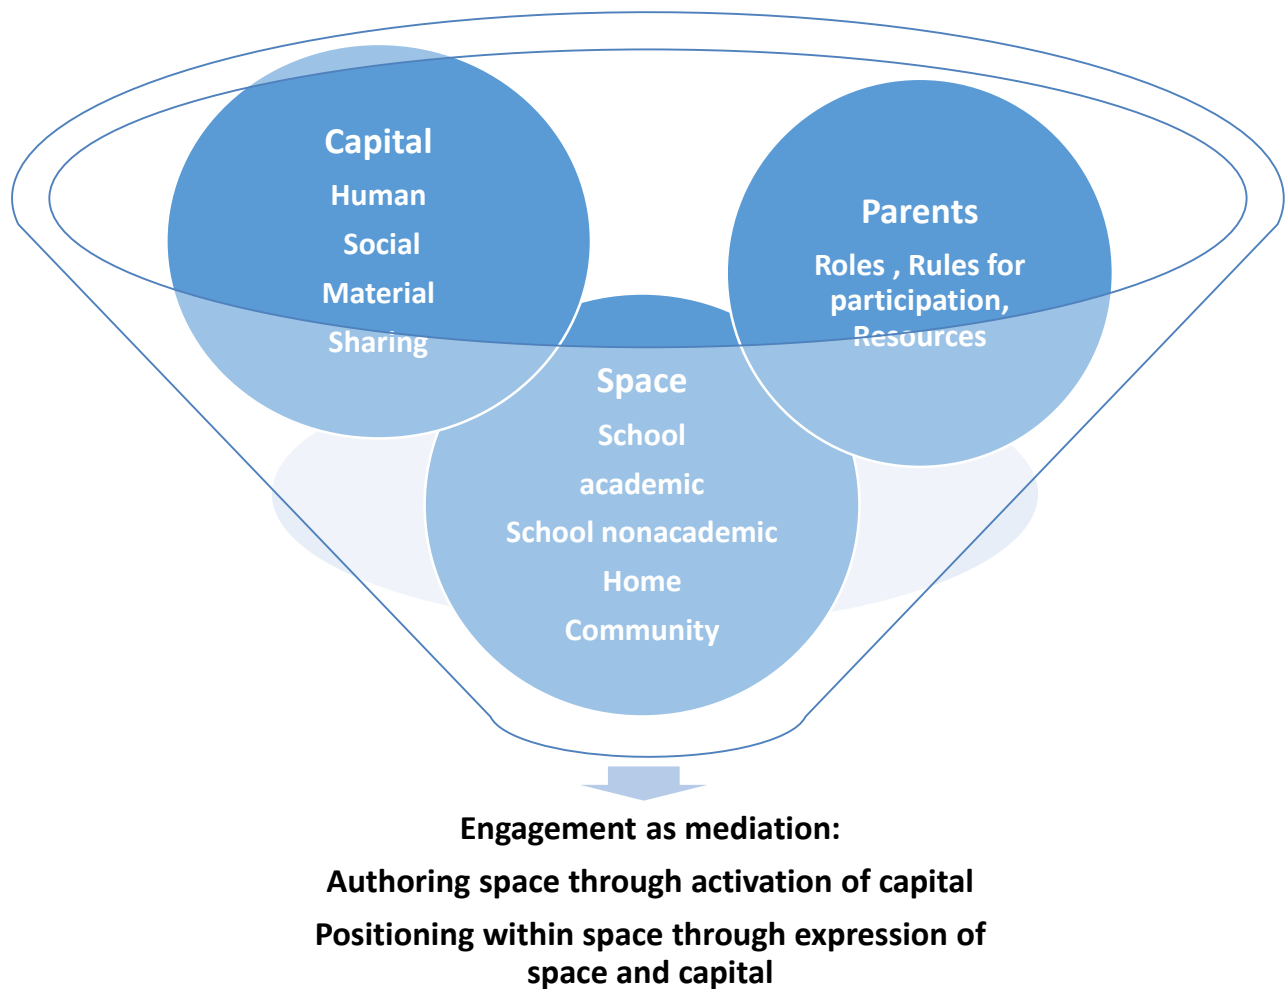 Capital
Human
Social
Material
Sharing
Parents
Roles , Rules for
participation,
Resources
Space
School
academic
School nonacademic
Home
Community
Engagement as mediation:
Authoring space through activation of capital
Positioning within space through expression of
space and capital